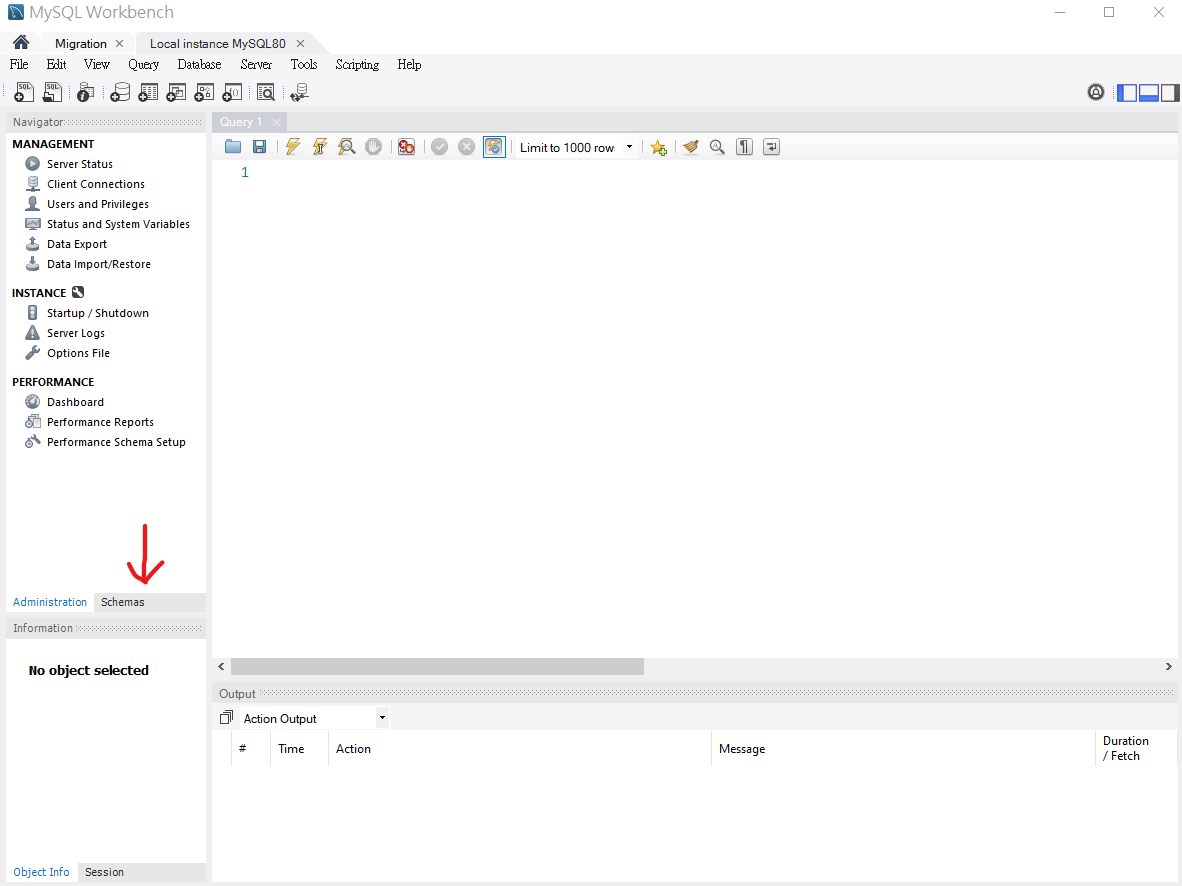 MySQL Workbench
Migration
Local instance MySQL80
File Edit View Query Database Server Tools Scripting Help
Navigator
MANAGEMENT
Server Status
Client Connections
Users and Privileges
Status and System Variables
Data Export
Data Import/Restore
INSTANCE
Startup / Shutdown
Server Logs
Options File
PERFORMANCE
Dashboard
Performance Reports
Performance Schema Setup
Administration Schemas
Information
No object selected
Object Info Session
Query 1
Limit to 1000 row
1
Output
Action Output
# Time Action Message Duration / Fetch